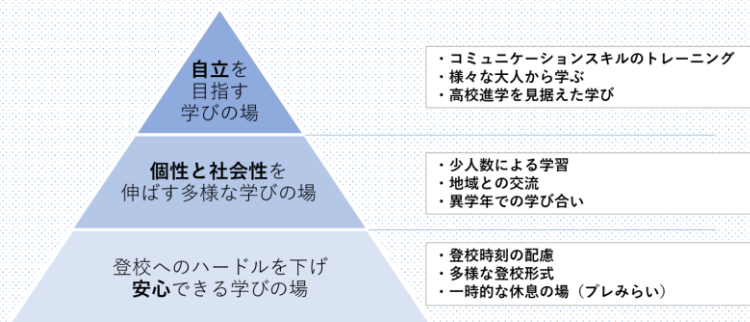 自立を
目指す
学びの場
・コミュニケーションスキルのトレーニング
・様々な大人から学ぶ
・高校進学を見据えた学び
個性と社会性を
伸ばす多様な学びの場
・少人数による学習
・地域との交流
・異学年での学び合い
登校へのハードルを下げ
安心できる学びの場
・登校時刻の配慮
・多様な登校形式
・一時的な休息の場（プレみらい）